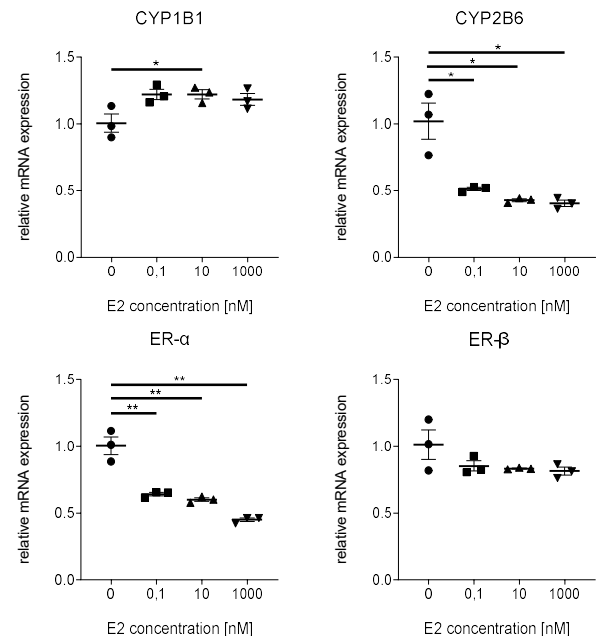 CYP1B1
relative mRNA expression
1.5
1.0
0.5
0.0
*
0 0,1 10 1000
E2 concentration [nM]
CYP2B6
relative mRNA expression
1.5
1.0
0.5
0.0
*
*
*
0 0,1 10 1000
E2 concentration [nM]
ER-α
relative mRNA expression
1.5
1.0
0.5
0.0
**
**
**
0 0,1 10 1000
E2 concentration [nM]
ER-β
relative mRNA expression
1.5
1.0
0.5
0.0
0 0,1 10 1000
E2 concentration [nM]